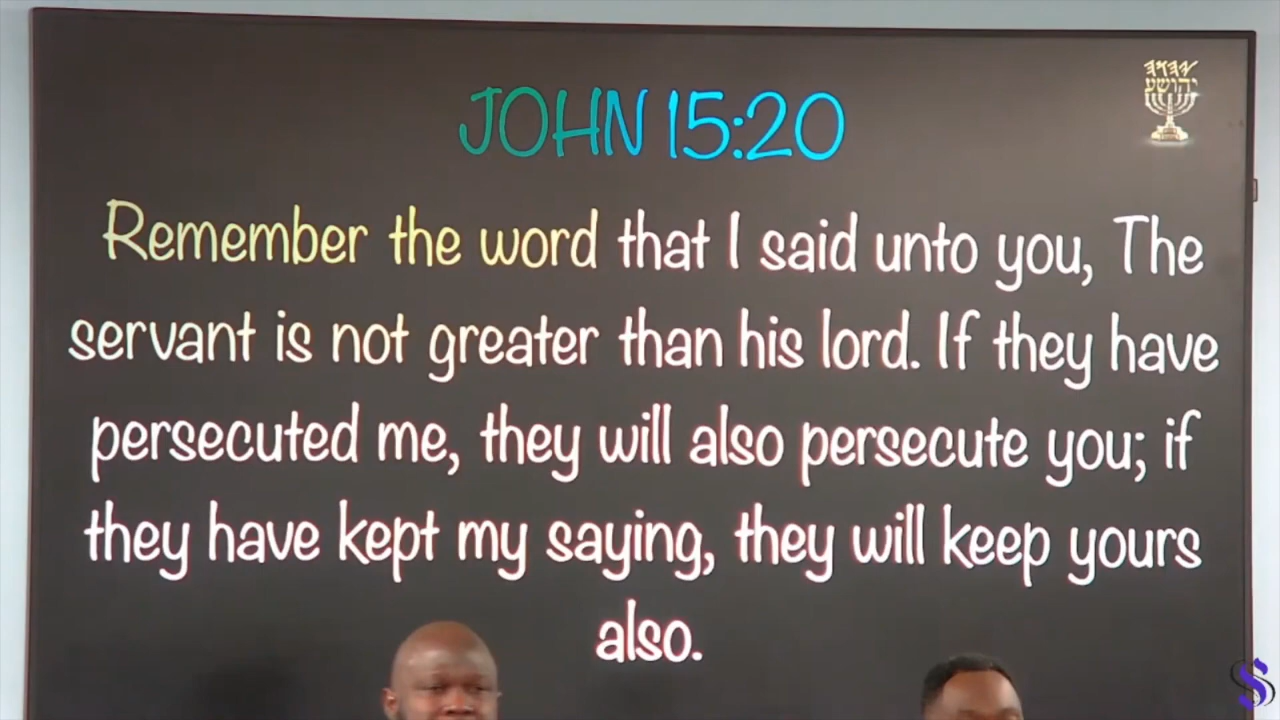 JOHN 15:20
יהושע
Remember the word that I said unto you, The
servant is not greater than his lord. If they have
persecuted me, they will also persecute you; if
they have kept my saying, they will keep yours
also.
S